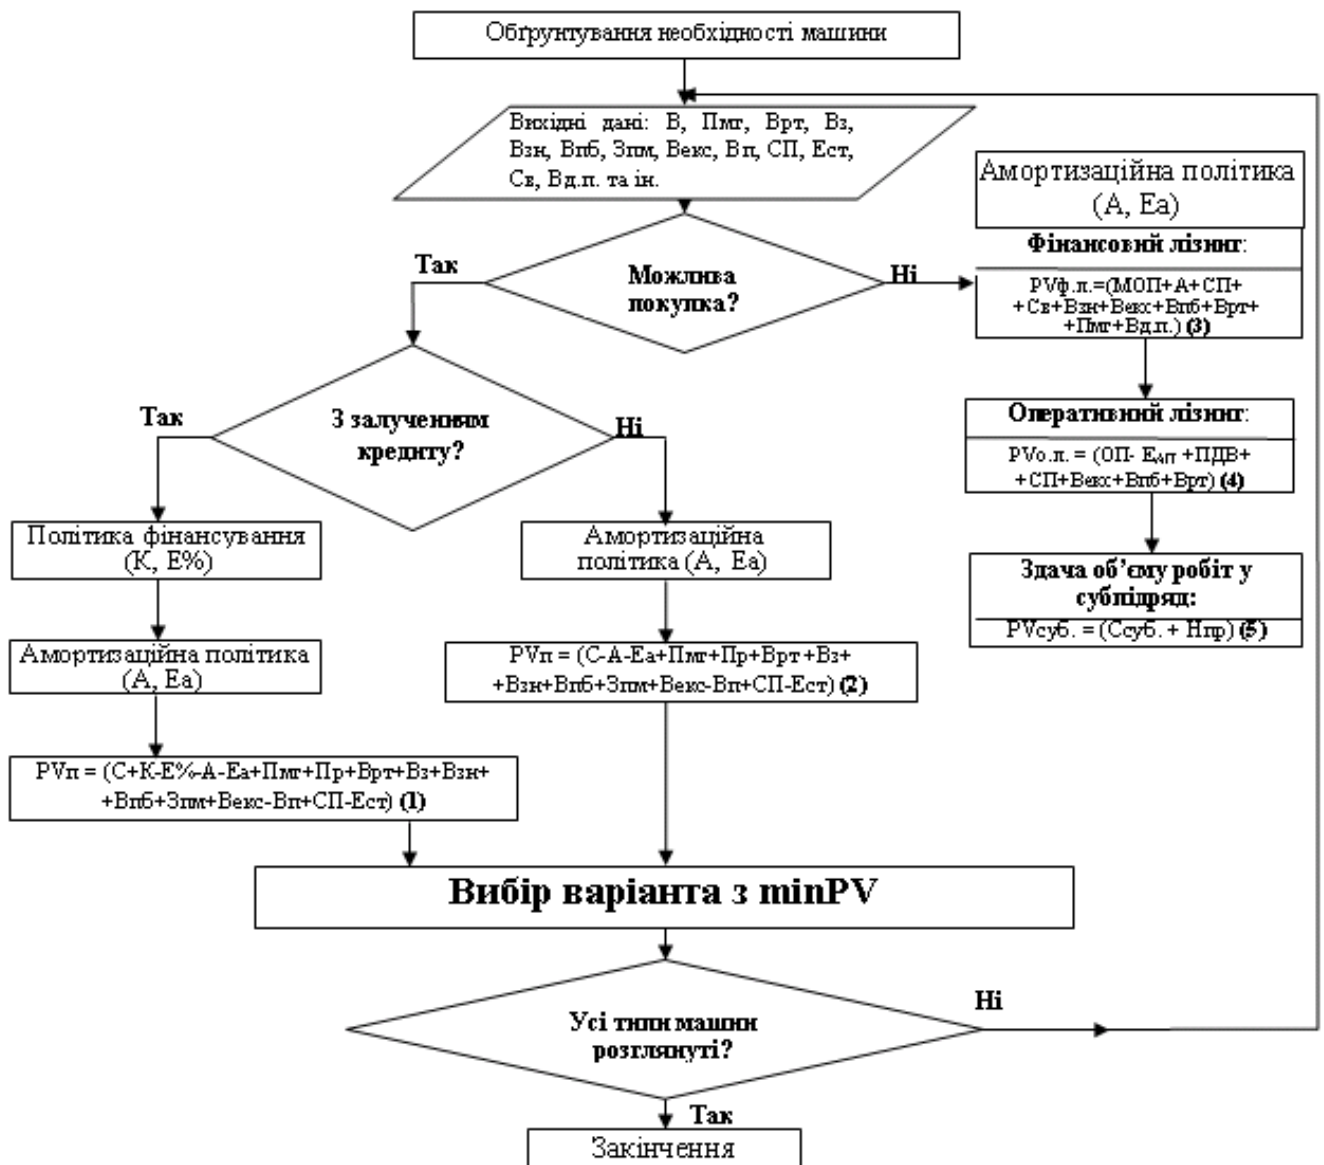 Обґрунтування необхідності машини
Вихідні дані: В, Пмг, Врт, Вз,
Взн, Впб, Зпм, Векс, Вп, СП, Ест,
Св, Вд.п. та ін.
Амортизаційна політика
(А, Еа)
Фінансовий лізинг:
PVф.л.=(МОП+А+СП+
+Св+Взн+Векс+Впб+Врт+
+Пмг+Вд.п.) (3)
Так
Можлива
покупка?
Ні
Так
З залученням
кредиту?
Ні
Оперативний лізинг:
PVо.л. = (ОП- ЕАП +ПДВ+
+СП+Векс+Впб+Врт) (4)
Політика фінансування
(К, Е%)
Амортизаційна
політика (А, Еа)
Здача об’єму робіт у
субпідряд:
PVсуб. = (Ссуб. + Нпр) (5)
Амортизаційна політика
(А, Еа)
PVп = (С-А-Еа+Пмг+Пр+Врт +Вз+
+Взн+Впб+Зпм+Векс-Вп+СП-Ест) (2)
PVп = (С+К-Е%-А-Еа+Пмг+Пр+Врт+Вз+Взн+
+Впб+Зпм+Векс-Вп+СП-Ест) (1)
Вибір варіанта з minPV
Усі типи машин
розглянуті?
Ні
Так
Закінчення